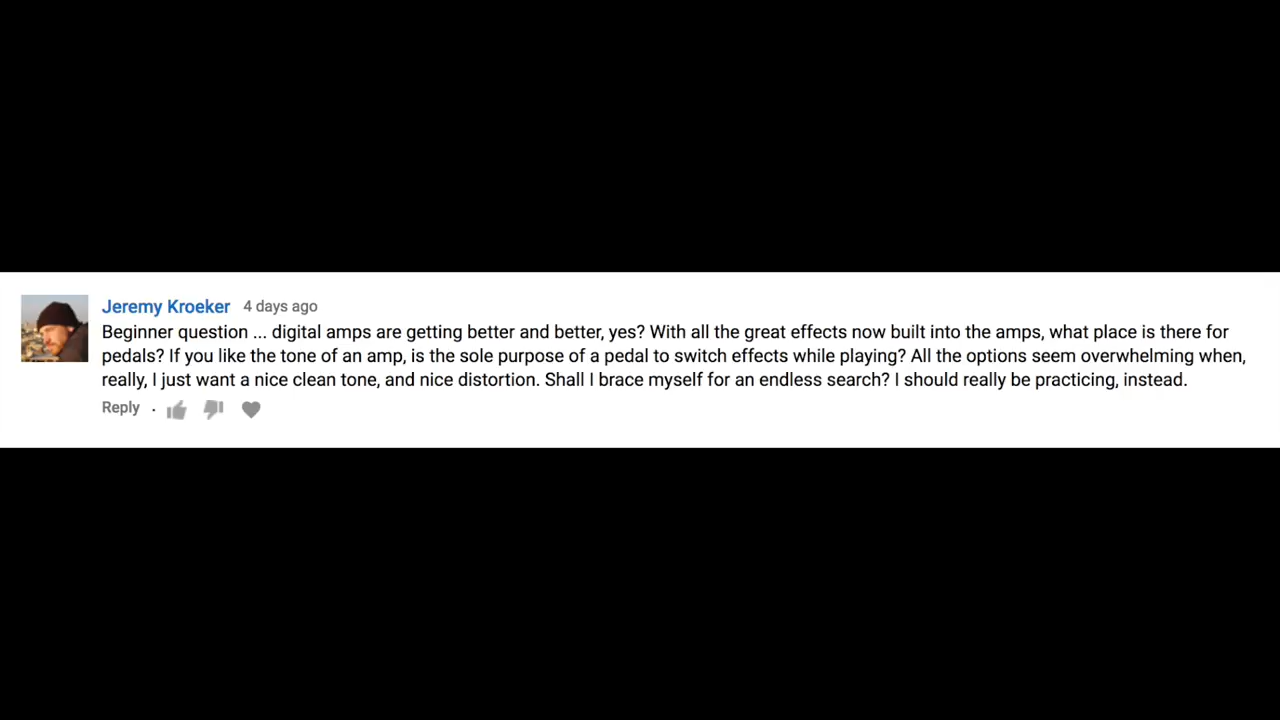 Jeremy Kroeker 4 days ago
Beginner question ... digital amps are getting better and better, yes? With all the great effects now built into the amps, what place is there for
pedals? If you like the tone of an amp, is the sole purpose of a pedal to switch effects while playing? All the options seem overwhelming when,
really, I just want a nice clean tone, and nice distortion. Shall I brace myself for an endless search? I should really be practicing, instead.
Reply